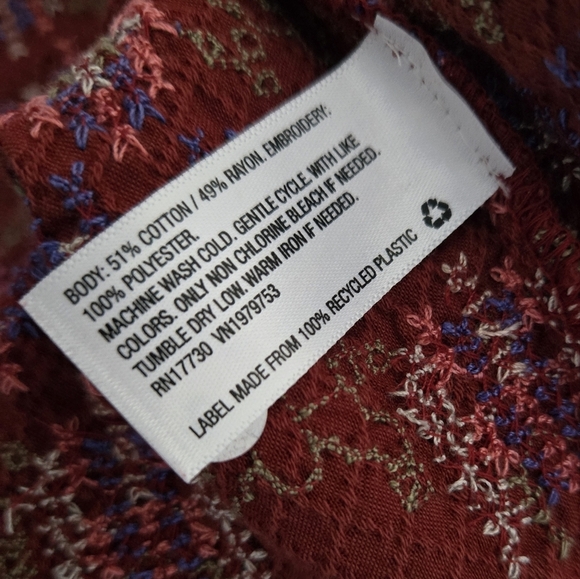 BODY: 51% COTTON / 49% RAYON. EMBROIDERY:
100% POLYESTER
MACHINE WASH COLD. GENTLE CYCLE WITH LIKE
COLORS. ONLY NON CHLORINE BLEACH IF NEEDED.
TUMBLE DRY LOW. WARM IRON IF NEEDED.
RN17730 VN1979753
LABEL MADE FROM 100% RECYCLED PLASTIC